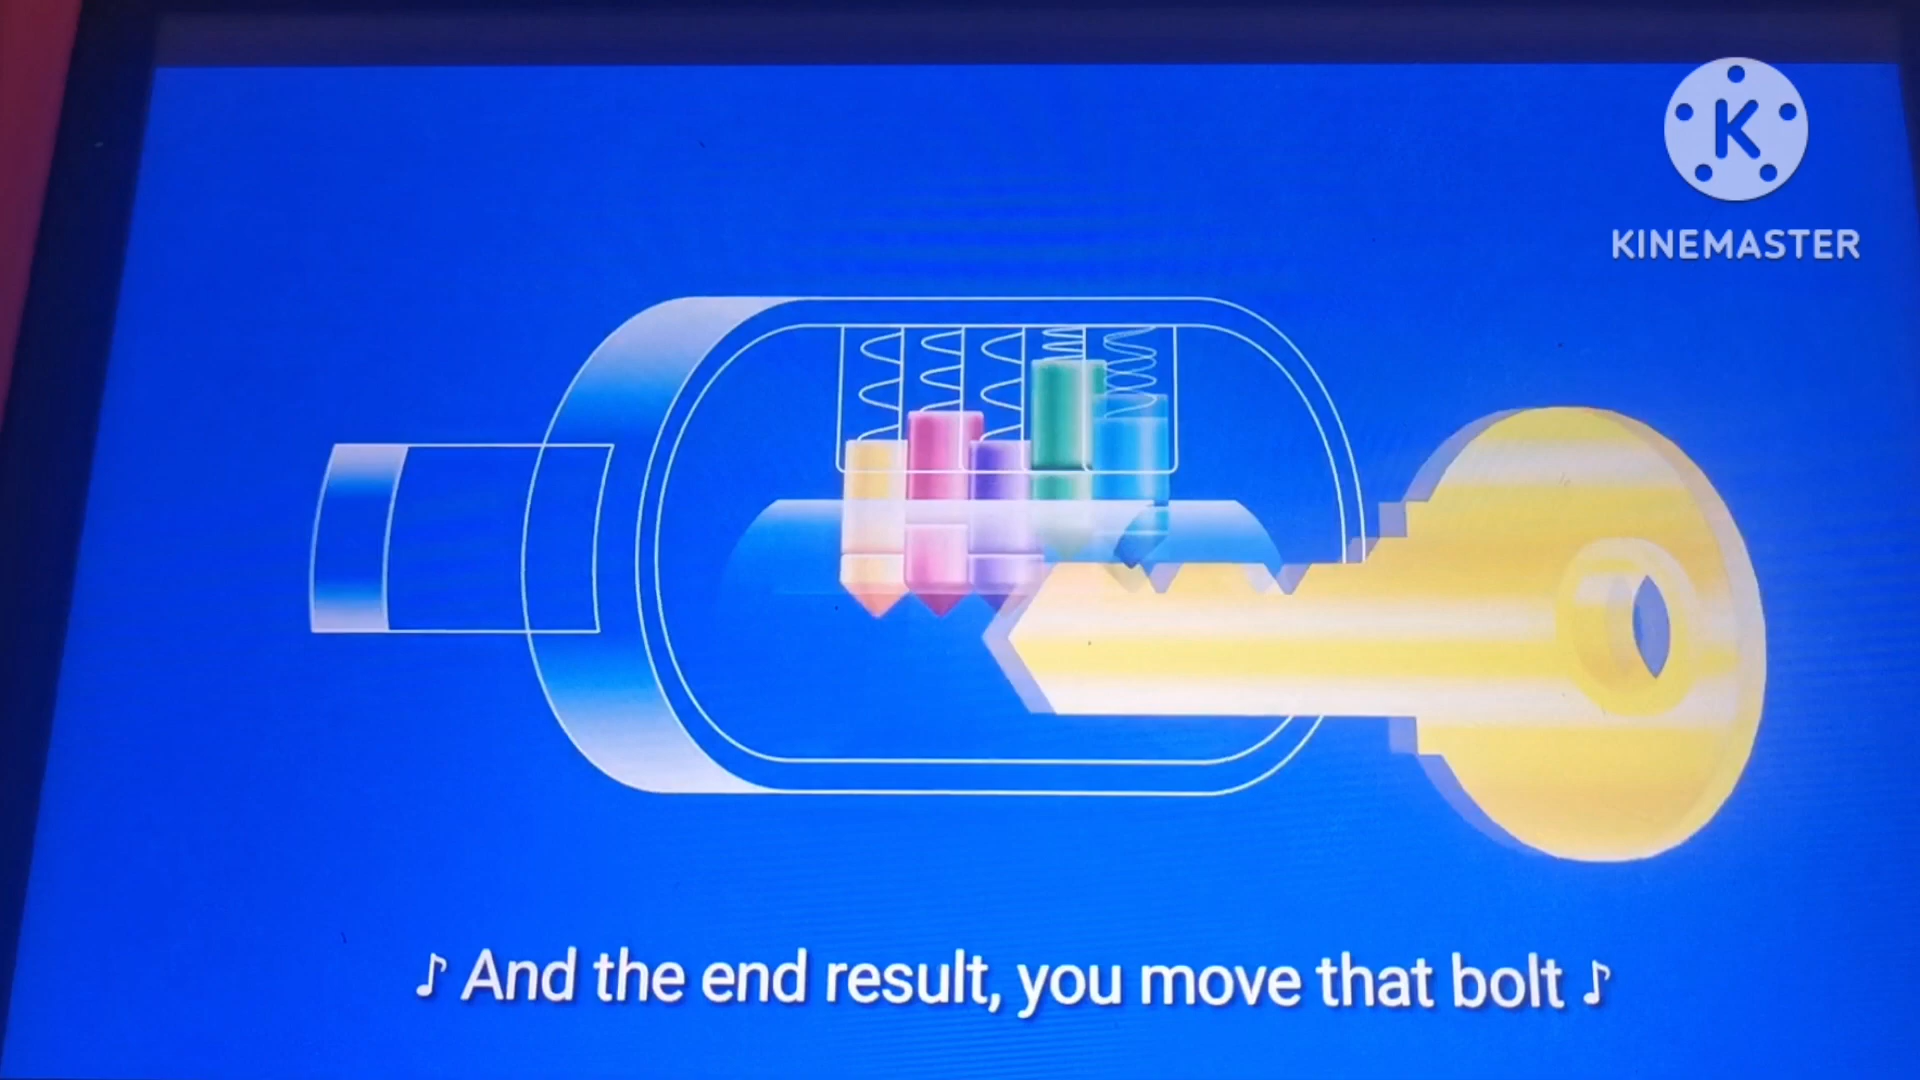 K
KINEMASTER
♪ And the end result, you move that bolt ♪